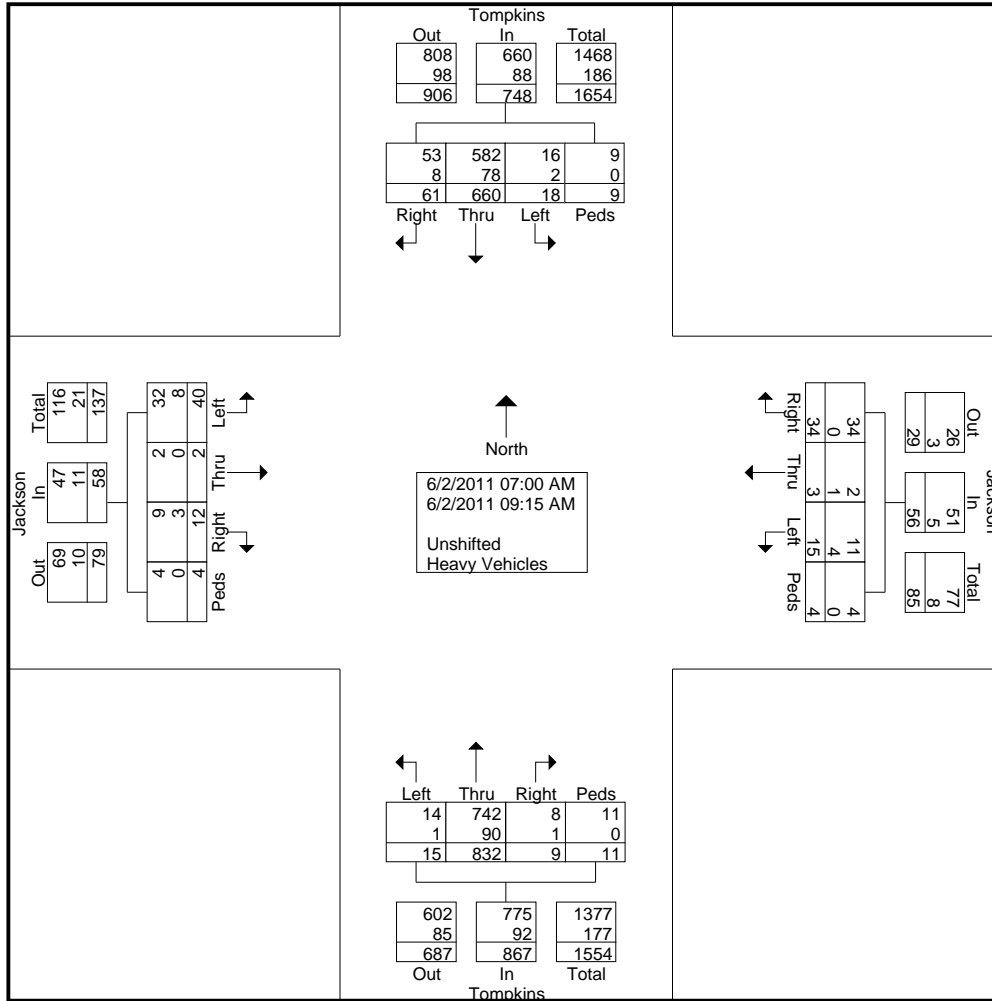 Tompkins
Out In Total
808 660 1468
98 88 186
906 748 1654
53 582 16 9
8 78 2 0
61 660 18 9
Right Thru Left Peds
Jackson
Total In Out
116 47 69
21 11 10
137 58 79
32 2 9 4
8 0 3 0
40 2 12 4
Left Thru Right Peds
North
6/2/2011 07:00 AM
6/2/2011 09:15 AM
Unshifted
Heavy Vehicles
Right Thru Left Peds
34 3 15 4
0 1 4 0
34 2 11 4
Out In Total
29 56 85
3 5 8
26 51 77
Jackson
Left Thru Right Peds
14 742 8 11
1 90 1 0
15 832 9 11
602 775 1377
85 92 177
687 867 1554
Out In Total
Tompkins